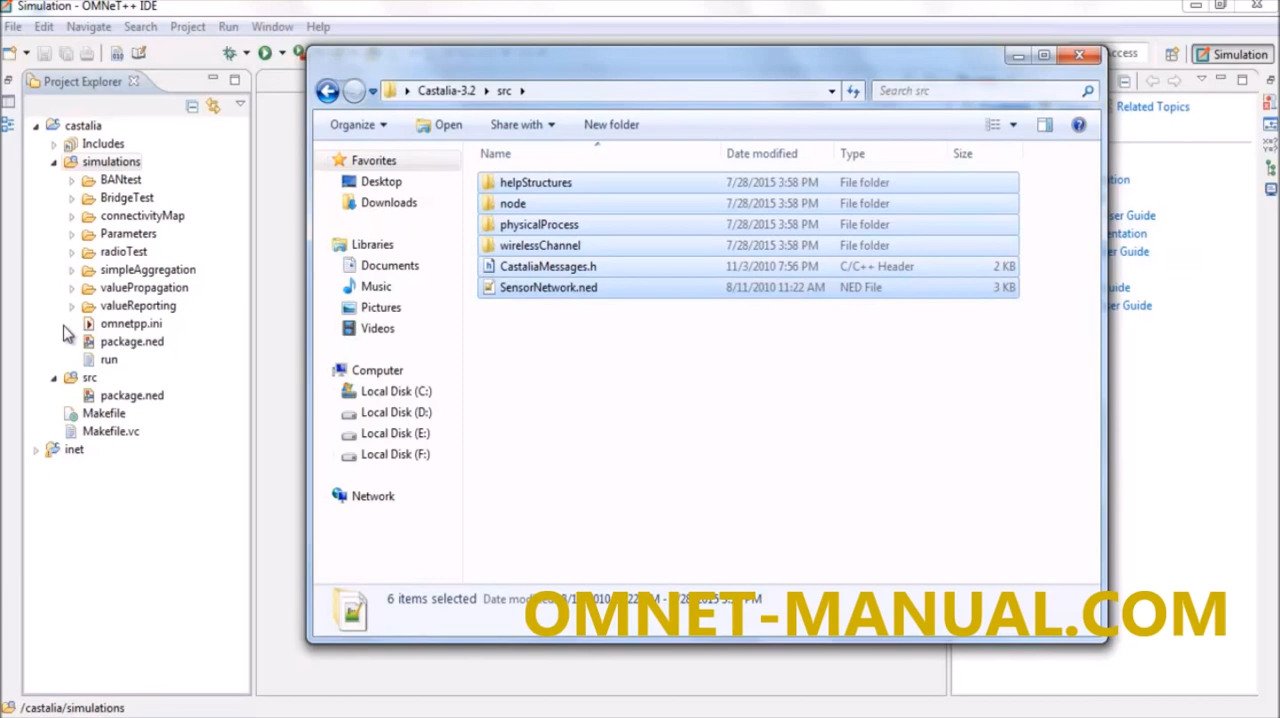 Simulation - OMNeT++ IDE
File Edit Navigate Search Project Run Window Help
Access Simulation
Project Explorer
castalia
Includes
simulations
BANtest
BridgeTest
connectivityMap
Parameters
radioTest
simpleAggregation
valuePropagation
valueReporting
omnetpp.ini
package.ned
run
src
package.ned
Makefile
Makefile.vc
inet
Castalia-3.2 src
Search src
Organize Open Share with New folder
Favorites
Desktop
Downloads
Libraries
Documents
Music
Pictures
Videos
Computer
Local Disk (C:)
Local Disk (D:)
Local Disk (E:)
Local Disk (F:)
Network
Name Date modified Type Size
helpStructures 7/28/2015 3:58 PM File folder
node 7/28/2015 3:58 PM File folder
physicalProcess 7/28/2015 3:58 PM File folder
wirelessChannel 7/28/2015 3:58 PM File folder
CastaliaMessages.h 11/3/2010 7:56 PM C/C++ Header 2 KB
SensorNetwork.ned 8/11/2010 11:22 AM NED File 3 KB
6 items selected Date
OMNET-MANUAL.COM
Related Topics
User Guide
User Guide
/castalia/simulations